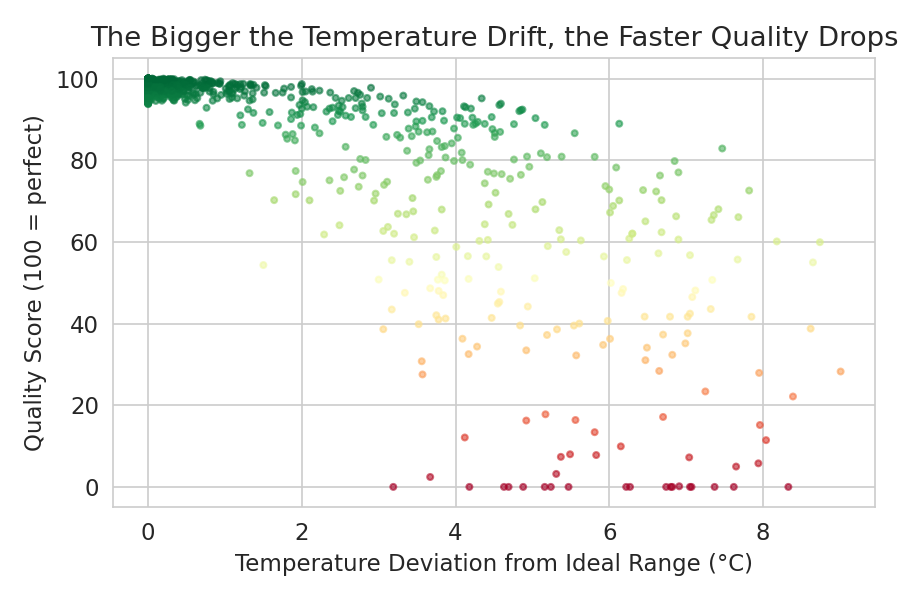 The Bigger the Temperature Drift, the Faster Quality Drops
100
80
60
40
20
0
Quality Score (100 = perfect)
0 2 4 6 8
Temperature Deviation from Ideal Range (°C)